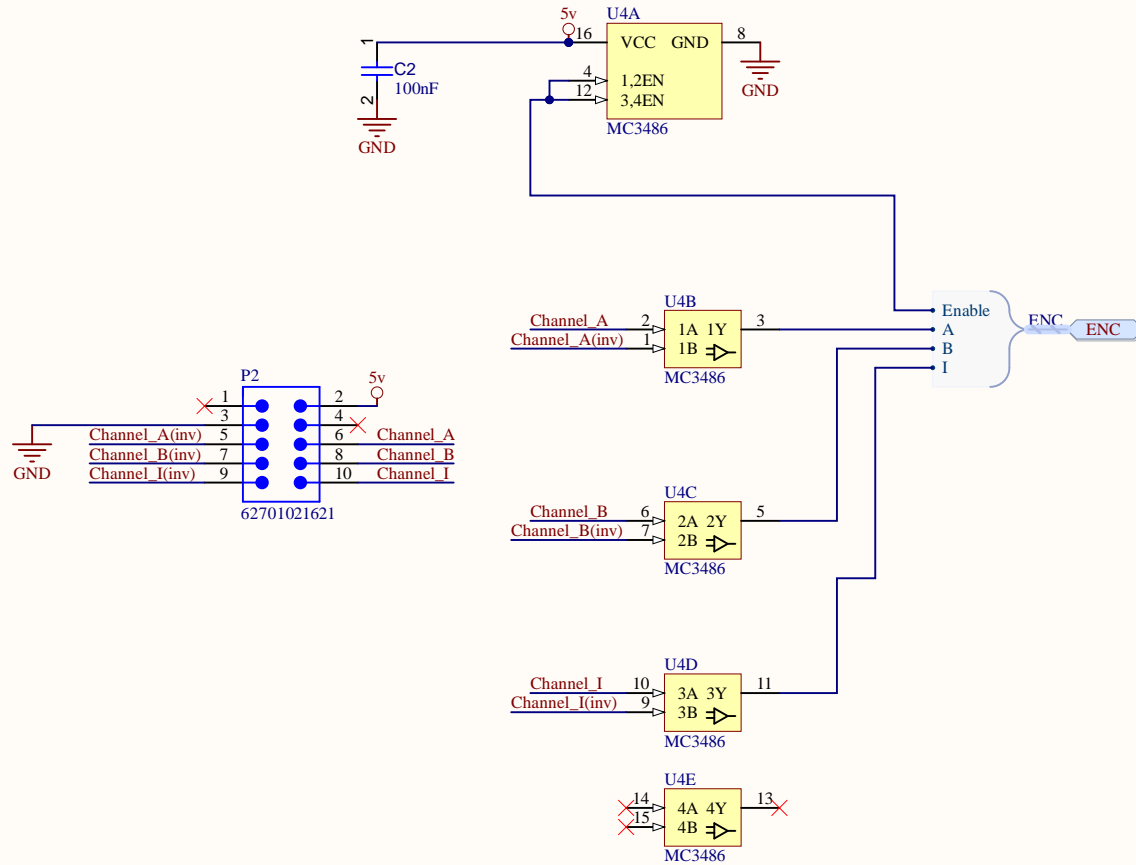 5v
U4A
16 VCC GND 8
4 1,2EN
12 3,4EN
MC3486
GND
1
C2
100nF
2
GND
Enable
A
B
I
ENC
ENC
U4B
Channel_A 2 1A 1Y 3
Channel_A(inv) 1 1B
MC3486
P2
5v
1 2
3 4
Channel_A(inv) 5 6 Channel_A
Channel_B(inv) 7 8 Channel_B
Channel_I(inv) 9 10 Channel_I
GND
62701021621
U4C
Channel_B 6 2A 2Y 5
Channel_B(inv) 7 2B
MC3486
U4D
Channel_I 10 3A 3Y 11
Channel_I(inv) 9 3B
MC3486
U4E
14 4A 4Y 13
15 4B
MC3486